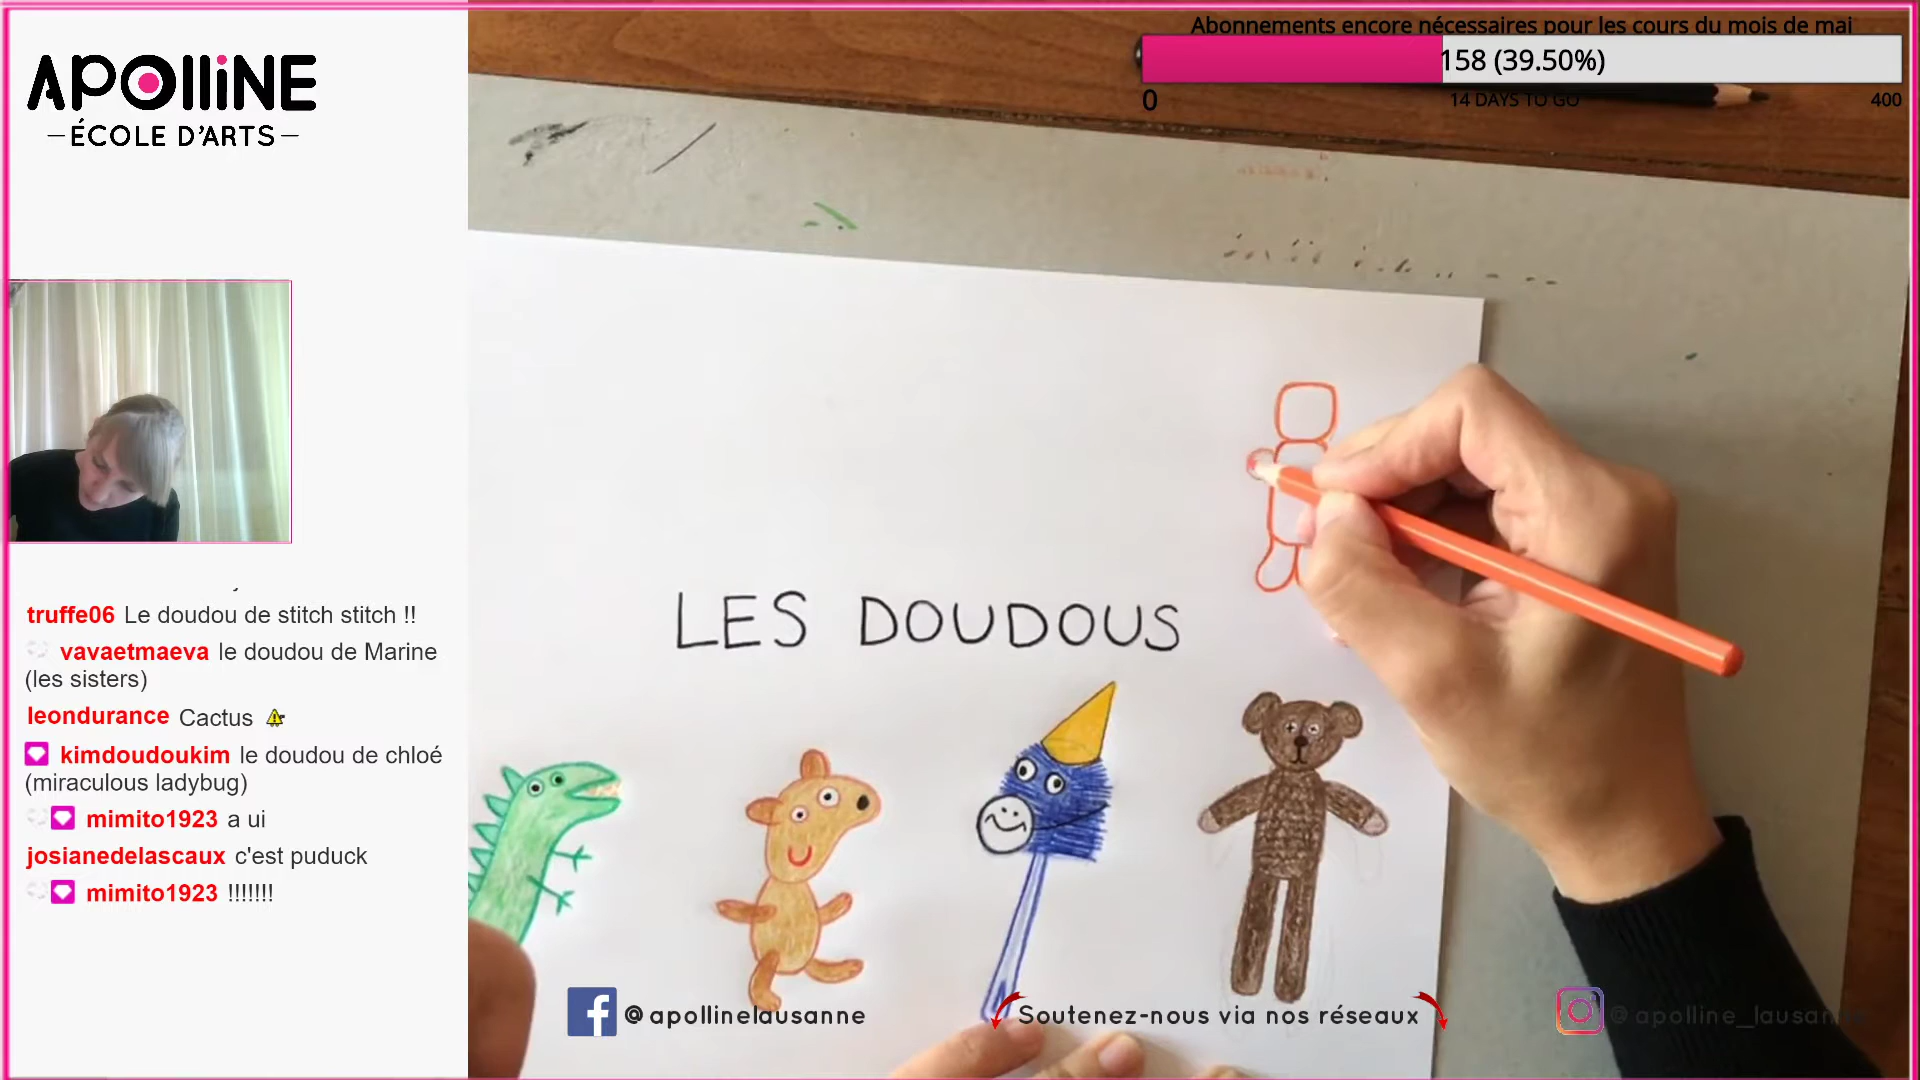 APOLLINE
ÉCOLE D'ARTS
Abonnements encore nécessaires pour les cours du mois de mai
158 (39.50%)
0
14 DAYS TO GO
400
LES DOUDOUS
truffe06 Le doudou de stitch stitch !!
vavaetmaeva le doudou de Marine
(les sisters)
leondurance Cactus
kimdoudoukim le doudou de chloé
(miraculous ladybug)
mimito1923 a ui
josianedelascaux c'est puduck
mimito1923 !!!!!!!
@apollinelausanne
Soutenez-nous via nos réseaux
@apolline_lausanne